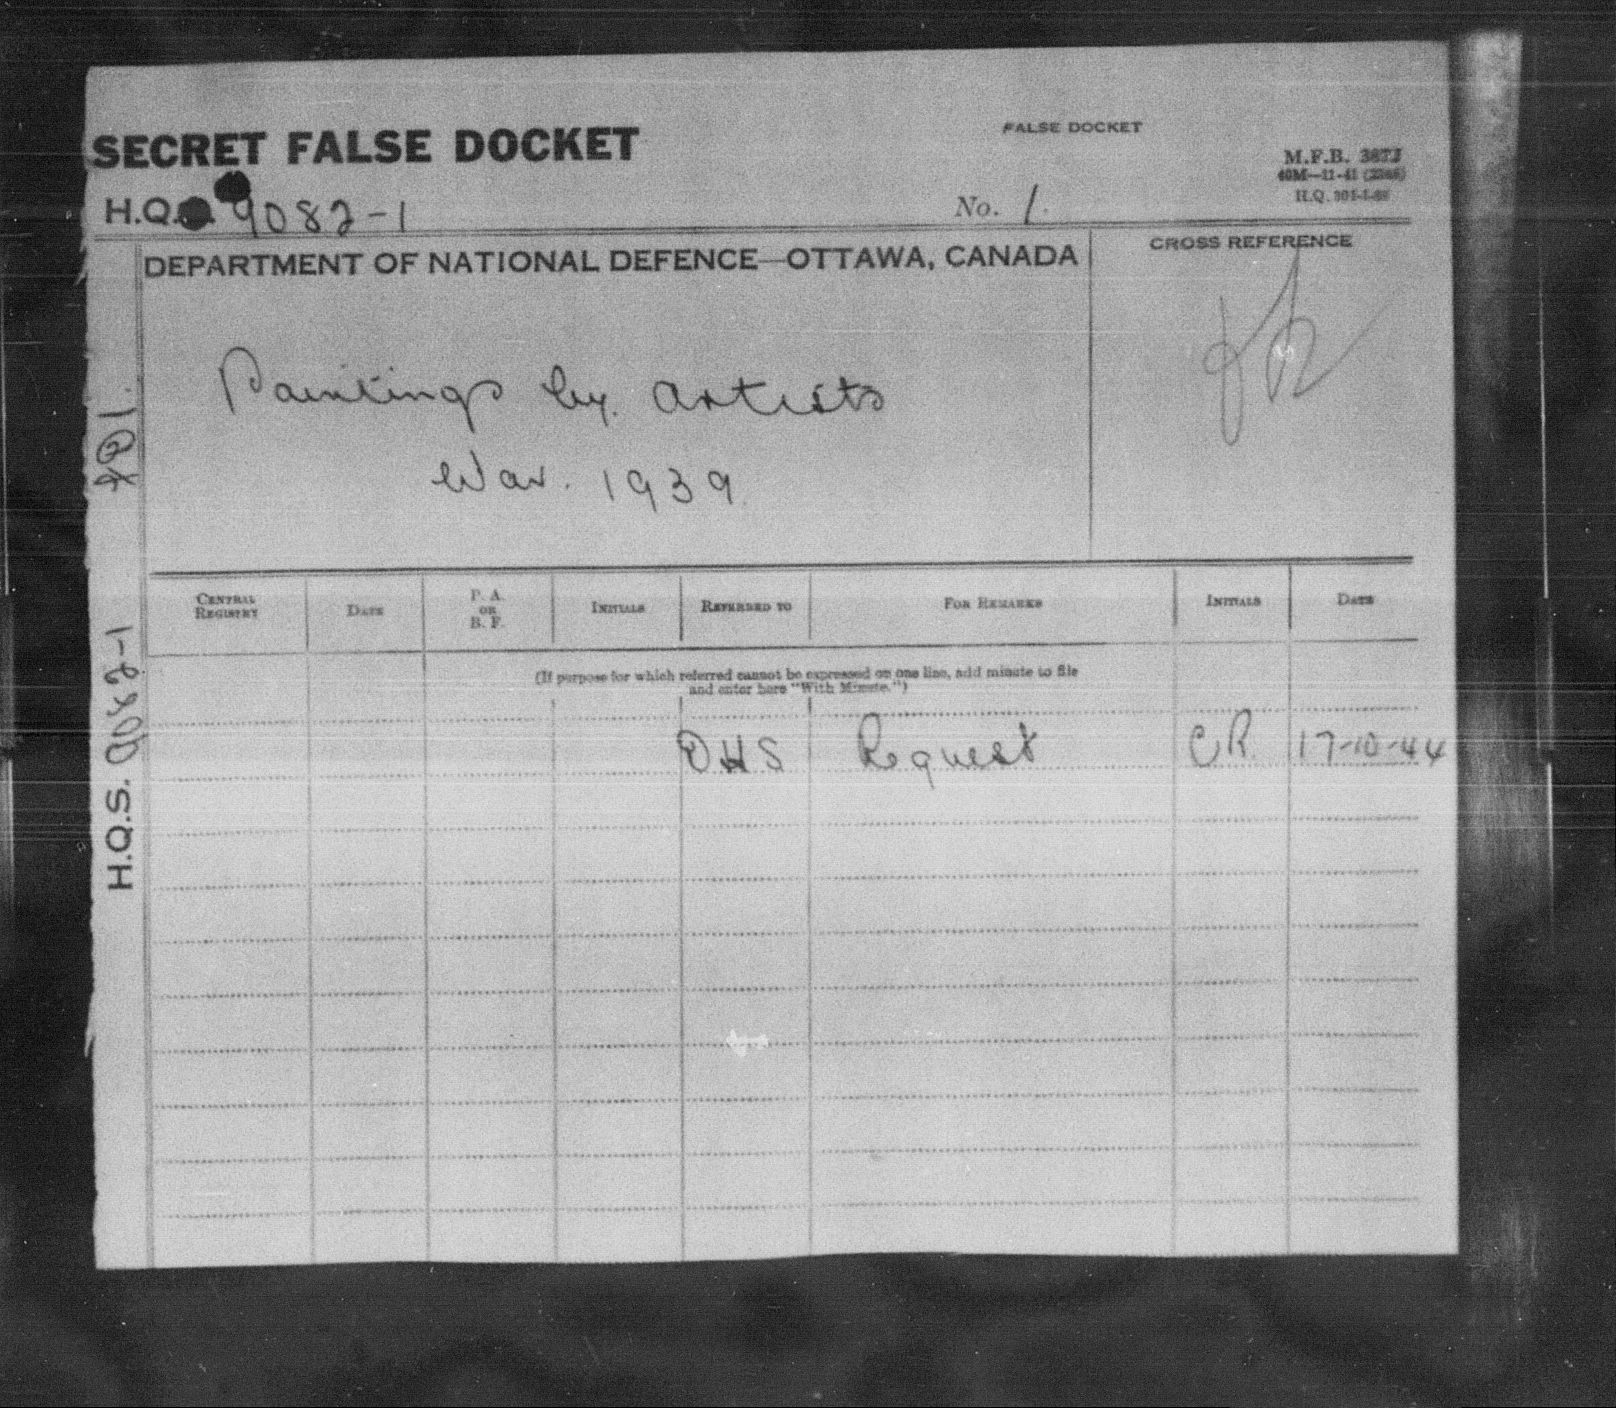 SECRET FALSE DOCKET
FALSE DOCKET
M.F.B. 387J
40M—11-41
H.Q.
9082-1
No. 1.
DEPARTMENT OF NATIONAL DEFENCE—OTTAWA, CANADA
CROSS REFERENCE
Paintings by. artists
War. 1939
CENTRAL REGISTRY
DATE
P. A. OR B. F.
INITIALS
REFERRED TO
FOR REMARKS
INITIALS
DATE
(If purpose for which referred cannot be expressed on one line, add minute to file
and enter here "With Minute.")
DHS Request CR. 17-10-44
H.Q.S. 9082-1